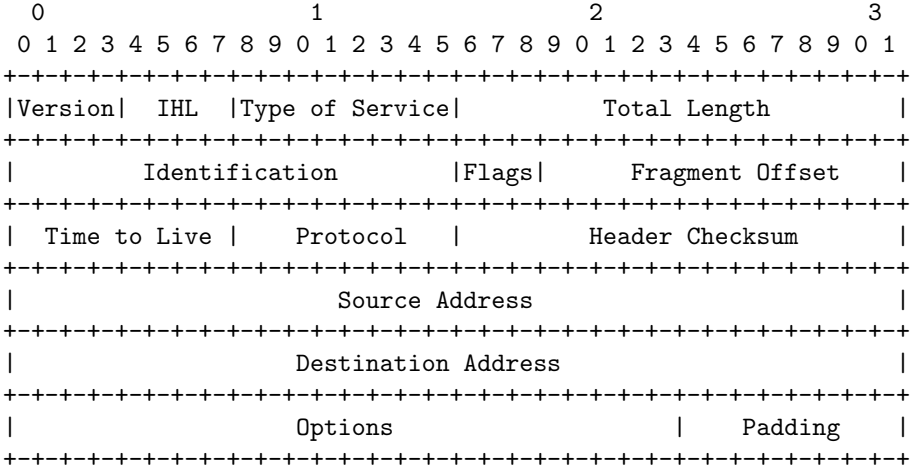 0                   1                   2                   3
 0 1 2 3 4 5 6 7 8 9 0 1 2 3 4 5 6 7 8 9 0 1 2 3 4 5 6 7 8 9 0 1
+-+-+-+-+-+-+-+-+-+-+-+-+-+-+-+-+-+-+-+-+-+-+-+-+-+-+-+-+-+-+-+-+
|Version|  IHL  |Type of Service|          Total Length         |
+-+-+-+-+-+-+-+-+-+-+-+-+-+-+-+-+-+-+-+-+-+-+-+-+-+-+-+-+-+-+-+-+
|         Identification        |Flags|      Fragment Offset    |
+-+-+-+-+-+-+-+-+-+-+-+-+-+-+-+-+-+-+-+-+-+-+-+-+-+-+-+-+-+-+-+-+
|  Time to Live |    Protocol   |         Header Checksum       |
+-+-+-+-+-+-+-+-+-+-+-+-+-+-+-+-+-+-+-+-+-+-+-+-+-+-+-+-+-+-+-+-+
|                       Source Address                          |
+-+-+-+-+-+-+-+-+-+-+-+-+-+-+-+-+-+-+-+-+-+-+-+-+-+-+-+-+-+-+-+-+
|                    Destination Address                        |
+-+-+-+-+-+-+-+-+-+-+-+-+-+-+-+-+-+-+-+-+-+-+-+-+-+-+-+-+-+-+-+-+
|                    Options                    |    Padding    |
+-+-+-+-+-+-+-+-+-+-+-+-+-+-+-+-+-+-+-+-+-+-+-+-+-+-+-+-+-+-+-+-+